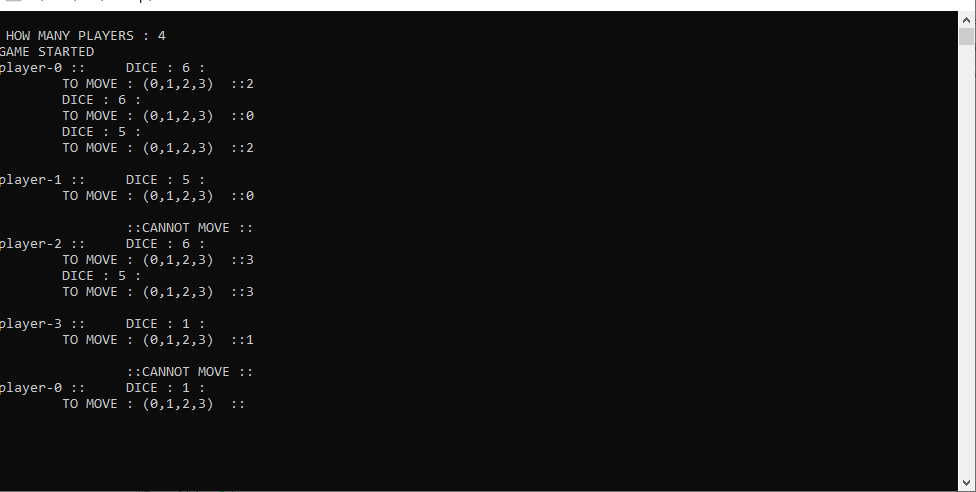 HOW MANY PLAYERS : 4
GAME STARTED
player-0 :: DICE : 6 :
TO MOVE : (0,1,2,3) ::2
DICE : 6 :
TO MOVE : (0,1,2,3) ::0
DICE : 5 :
TO MOVE : (0,1,2,3) ::2
player-1 :: DICE : 5 :
TO MOVE : (0,1,2,3) ::0
::CANNOT MOVE ::
player-2 :: DICE : 6 :
TO MOVE : (0,1,2,3) ::3
DICE : 5 :
TO MOVE : (0,1,2,3) ::3
player-3 :: DICE : 1 :
TO MOVE : (0,1,2,3) ::1
::CANNOT MOVE ::
player-0 :: DICE : 1 :
TO MOVE : (0,1,2,3) ::